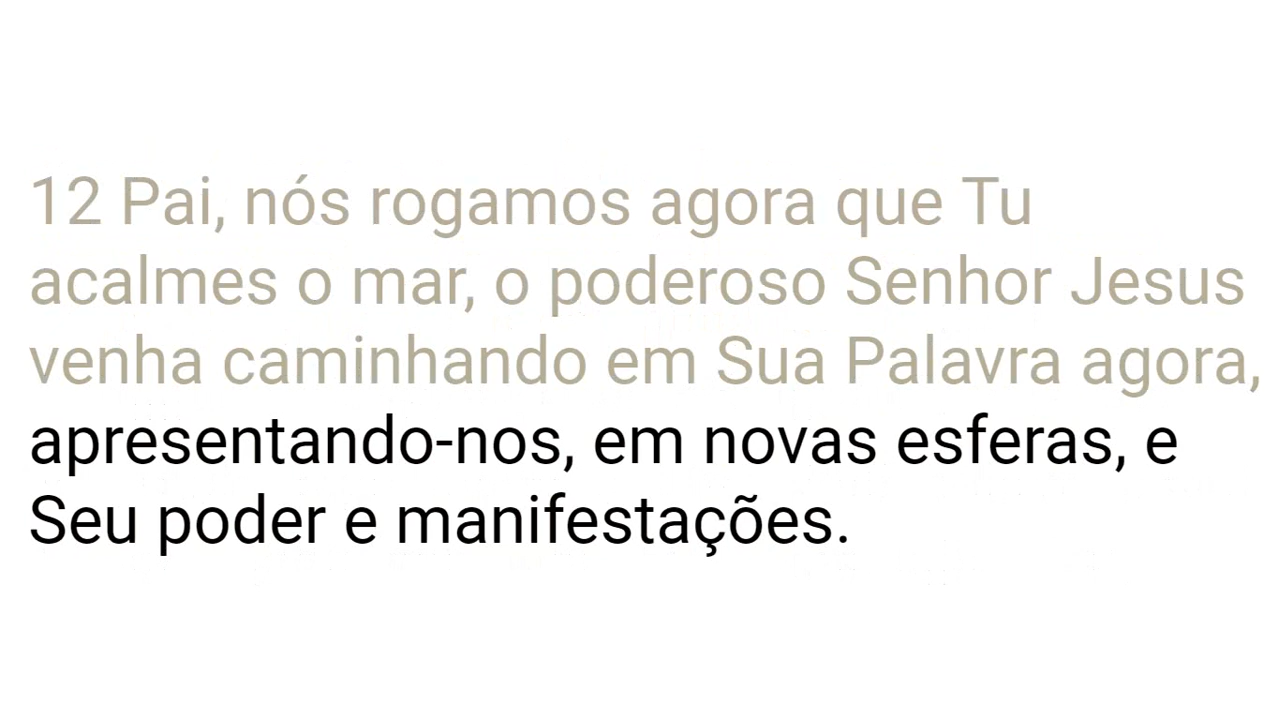 12 Pai, nós rogamos agora que Tu
acalmes o mar, o poderoso Senhor Jesus
venha caminhando em Sua Palavra agora,
apresentando-nos, em novas esferas, e
Seu poder e manifestações.